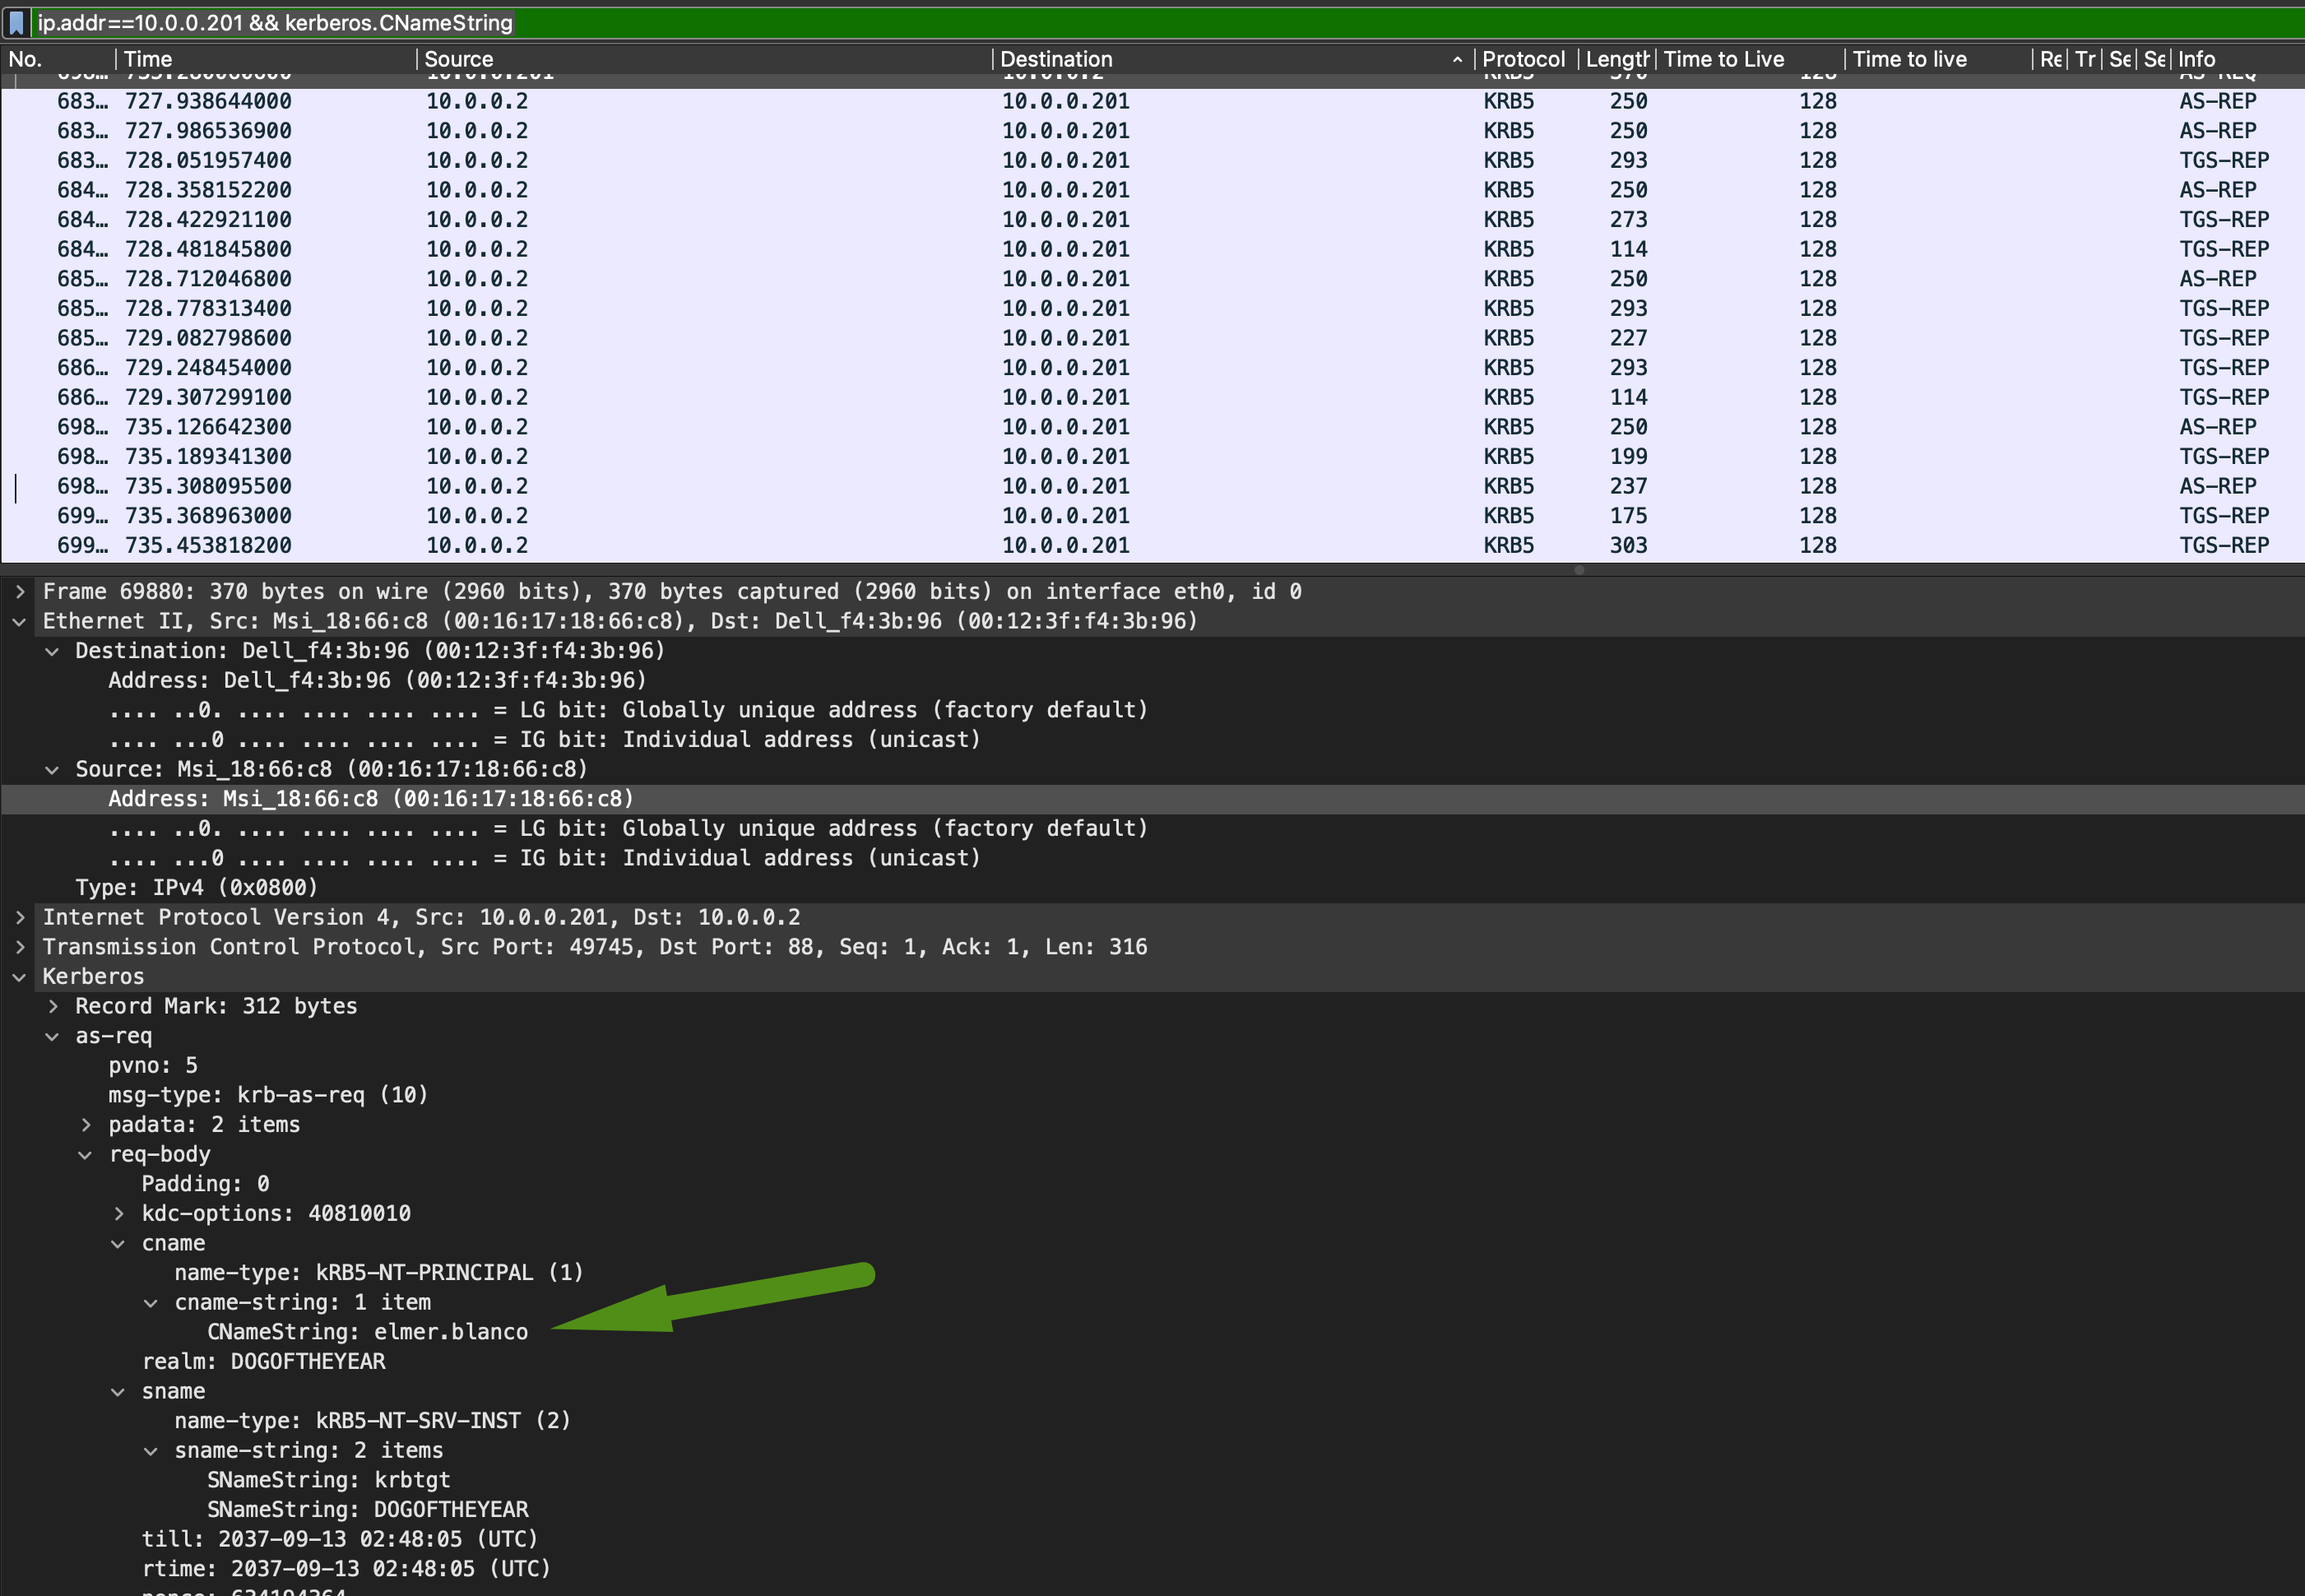 ip.addr==10.0.0.201 && kerberos.CNameString
No. Time Source Destination Protocol Length Time to Live Time to live Re Tr Se Se Info
698… 735.280060600 10.0.0.201 10.0.0.2 KRB5 370 128 AS-REQ
683… 727.938644000 10.0.0.2 10.0.0.201 KRB5 250 128 AS-REP
683… 727.986536900 10.0.0.2 10.0.0.201 KRB5 250 128 AS-REP
683… 728.051957400 10.0.0.2 10.0.0.201 KRB5 293 128 TGS-REP
684… 728.358152200 10.0.0.2 10.0.0.201 KRB5 250 128 AS-REP
684… 728.422921100 10.0.0.2 10.0.0.201 KRB5 273 128 TGS-REP
684… 728.481845800 10.0.0.2 10.0.0.201 KRB5 114 128 TGS-REP
685… 728.712046800 10.0.0.2 10.0.0.201 KRB5 250 128 AS-REP
685… 728.778313400 10.0.0.2 10.0.0.201 KRB5 293 128 TGS-REP
685… 729.082798600 10.0.0.2 10.0.0.201 KRB5 227 128 TGS-REP
686… 729.248454000 10.0.0.2 10.0.0.201 KRB5 293 128 TGS-REP
686… 729.307299100 10.0.0.2 10.0.0.201 KRB5 114 128 TGS-REP
698… 735.126642300 10.0.0.2 10.0.0.201 KRB5 250 128 AS-REP
698… 735.189341300 10.0.0.2 10.0.0.201 KRB5 199 128 TGS-REP
698… 735.308095500 10.0.0.2 10.0.0.201 KRB5 237 128 AS-REP
699… 735.368963000 10.0.0.2 10.0.0.201 KRB5 175 128 TGS-REP
699… 735.453818200 10.0.0.2 10.0.0.201 KRB5 303 128 TGS-REP
Frame 69880: 370 bytes on wire (2960 bits), 370 bytes captured (2960 bits) on interface eth0, id 0
Ethernet II, Src: Msi_18:66:c8 (00:16:17:18:66:c8), Dst: Dell_f4:3b:96 (00:12:3f:f4:3b:96)
Destination: Dell_f4:3b:96 (00:12:3f:f4:3b:96)
Address: Dell_f4:3b:96 (00:12:3f:f4:3b:96)
.... ..0. .... .... .... .... = LG bit: Globally unique address (factory default)
.... ...0 .... .... .... .... = IG bit: Individual address (unicast)
Source: Msi_18:66:c8 (00:16:17:18:66:c8)
Address: Msi_18:66:c8 (00:16:17:18:66:c8)
.... ..0. .... .... .... .... = LG bit: Globally unique address (factory default)
.... ...0 .... .... .... .... = IG bit: Individual address (unicast)
Type: IPv4 (0x0800)
Internet Protocol Version 4, Src: 10.0.0.201, Dst: 10.0.0.2
Transmission Control Protocol, Src Port: 49745, Dst Port: 88, Seq: 1, Ack: 1, Len: 316
Kerberos
Record Mark: 312 bytes
as-req
pvno: 5
msg-type: krb-as-req (10)
padata: 2 items
req-body
Padding: 0
kdc-options: 40810010
cname
name-type: kRB5-NT-PRINCIPAL (1)
cname-string: 1 item
CNameString: elmer.blanco
realm: DOGOFTHEYEAR
sname
name-type: kRB5-NT-SRV-INST (2)
sname-string: 2 items
SNameString: krbtgt
SNameString: DOGOFTHEYEAR
till: 2037-09-13 02:48:05 (UTC)
rtime: 2037-09-13 02:48:05 (UTC)
nonce: